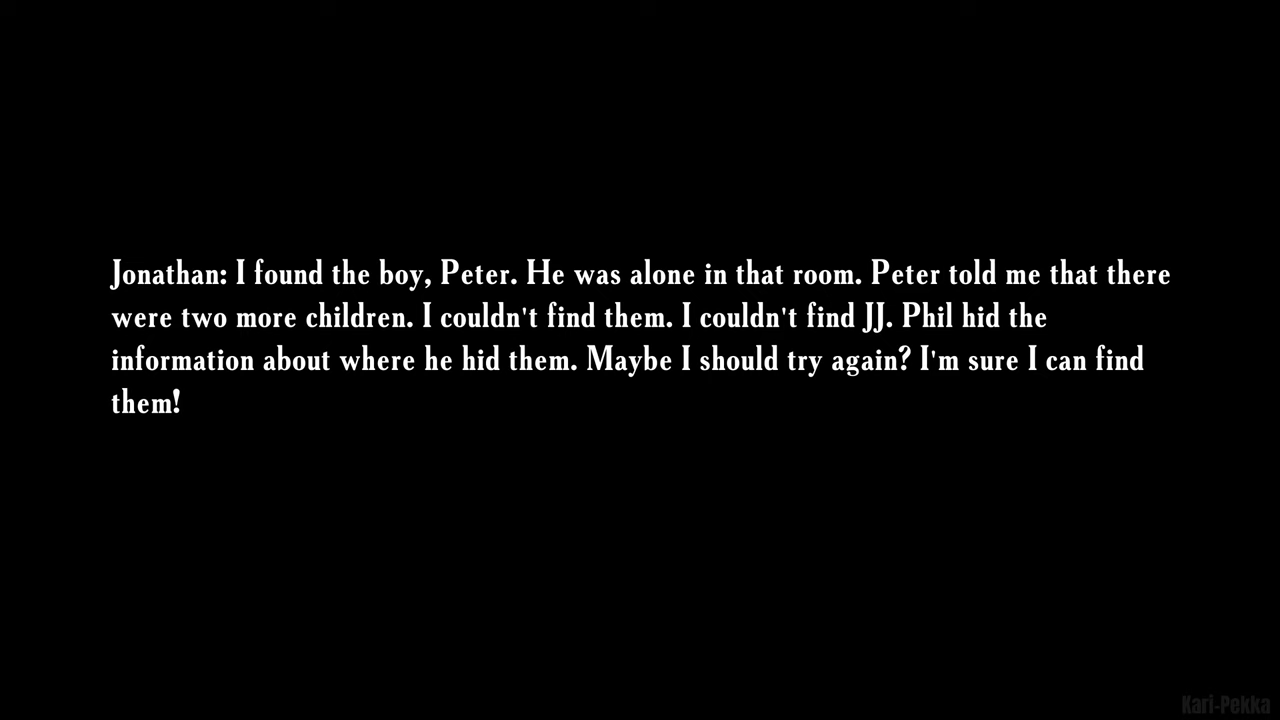 Jonathan: I found the boy, Peter. He was alone in that room. Peter told me that there
were two more children. I couldn't find them. I couldn't find JJ. Phil hid the
information about where he hid them. Maybe I should try again? I'm sure I can find
them!
Kari-Pekka